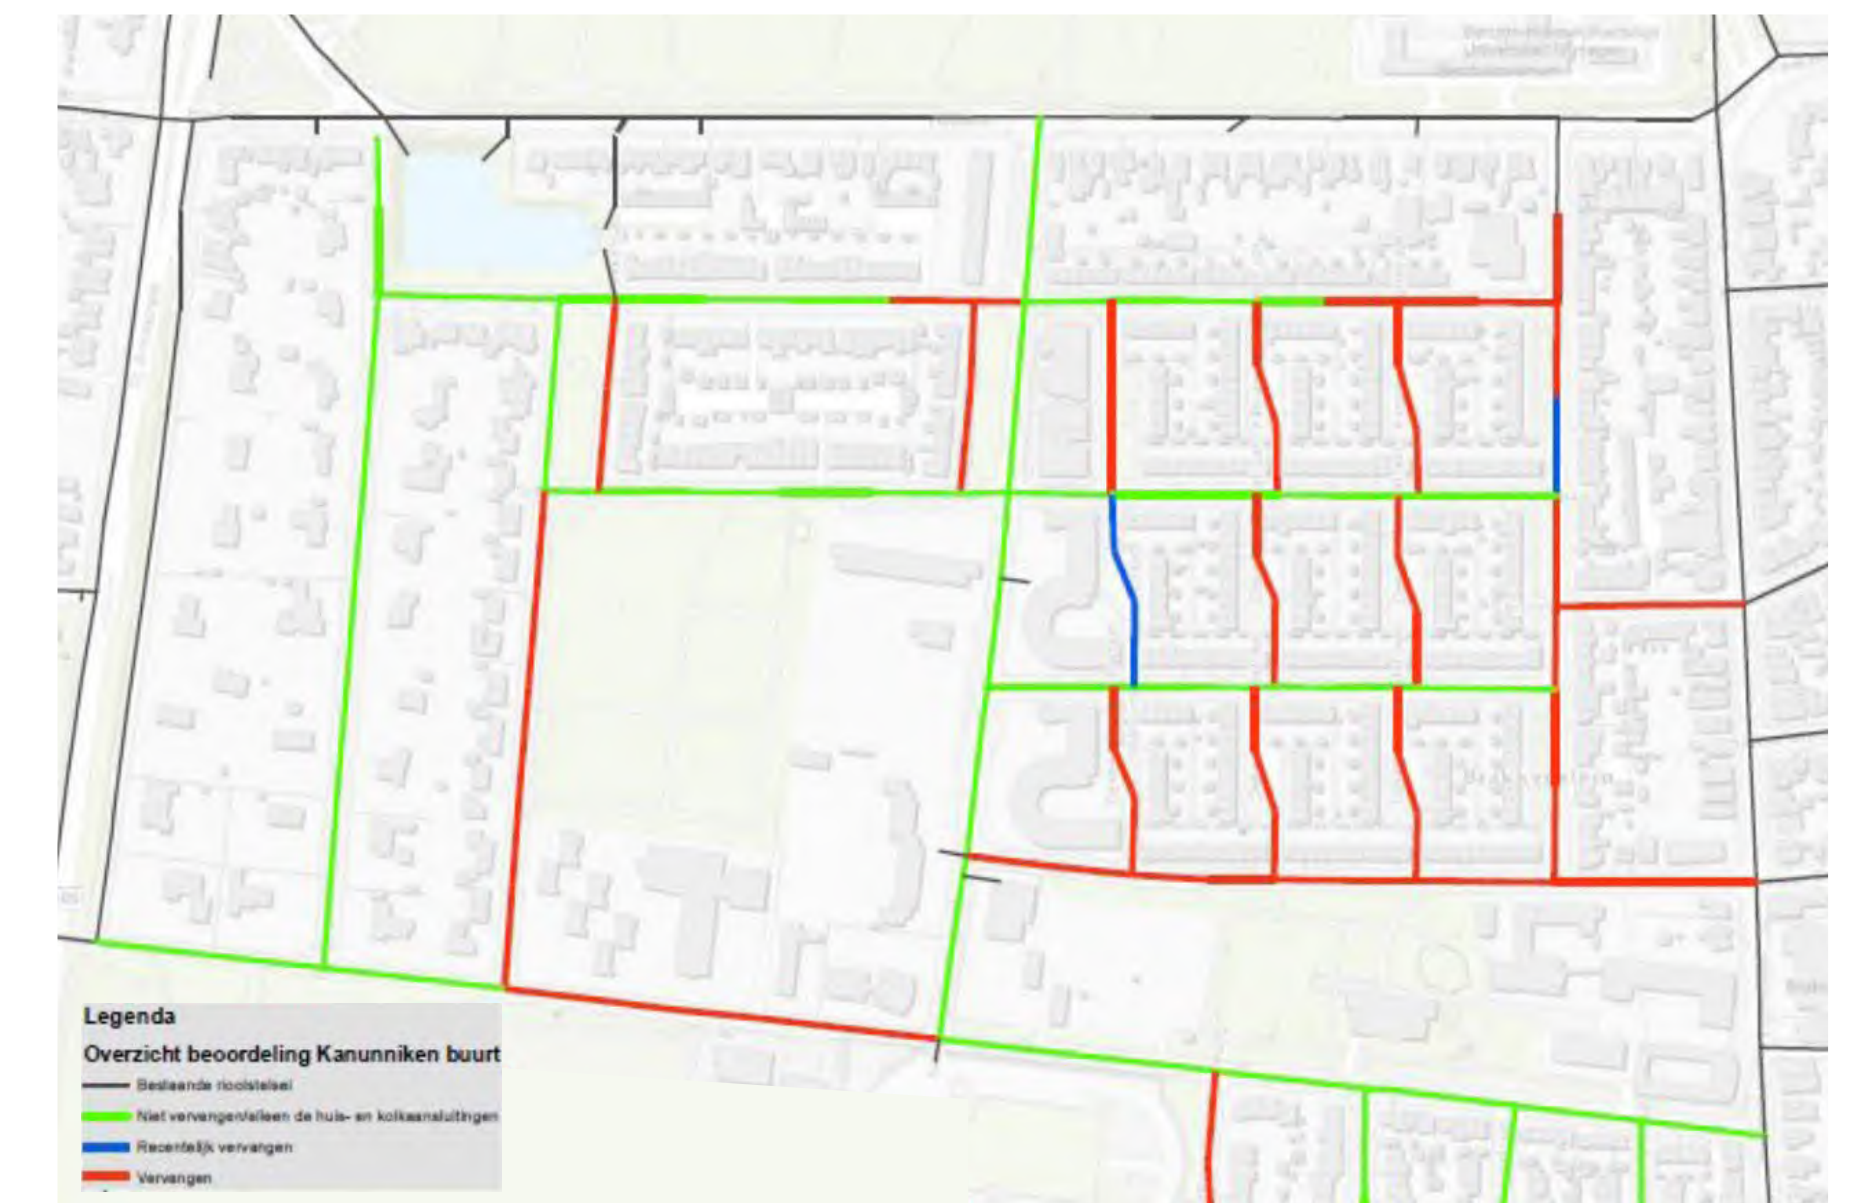 Legenda
Overzicht beoordeling Kanunniken buurt
Bestaande rioolstelsel
Niet vervangen/alleen de huis- en kolkaansluitingen
Recentelijk vervangen
Vervangen